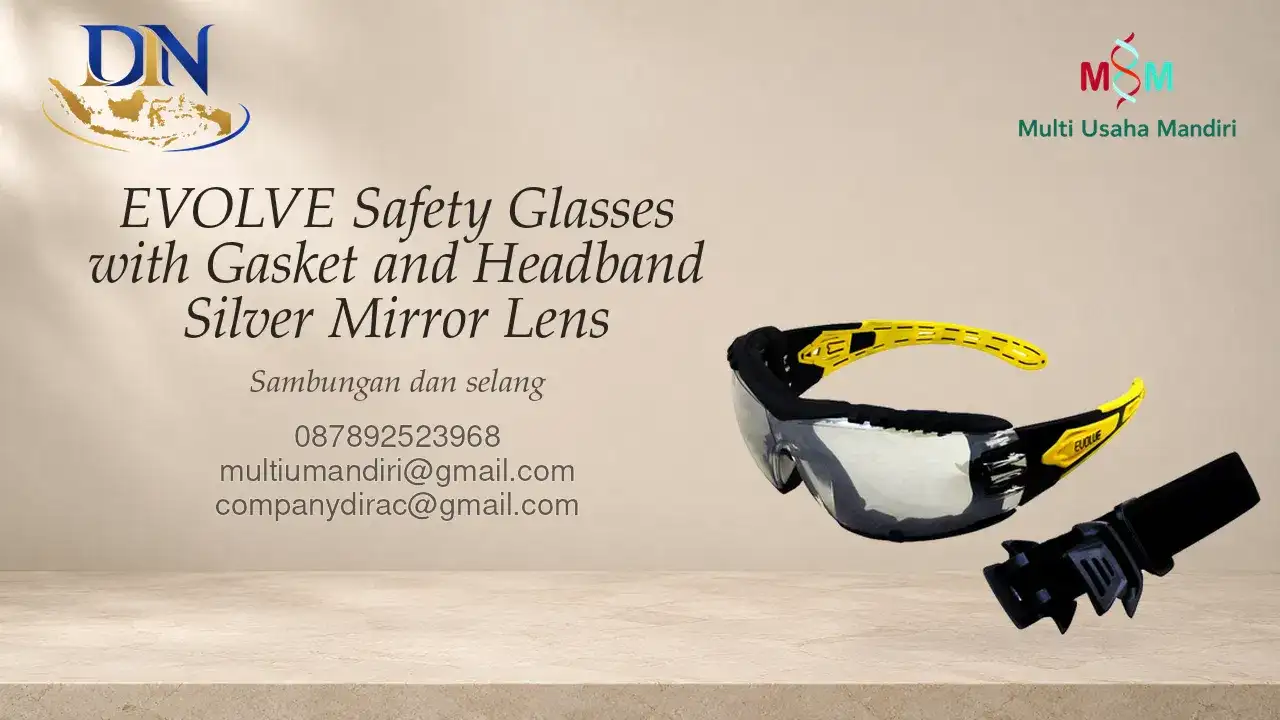 DN
M M
Multi Usaha Mandiri
EVOLVE Safety Glasses
with Gasket and Headband
Silver Mirror Lens
Sambungan dan selang
087892523968
multiumandiri@gmail.com
companydirac@gmail.com
EVOLVE